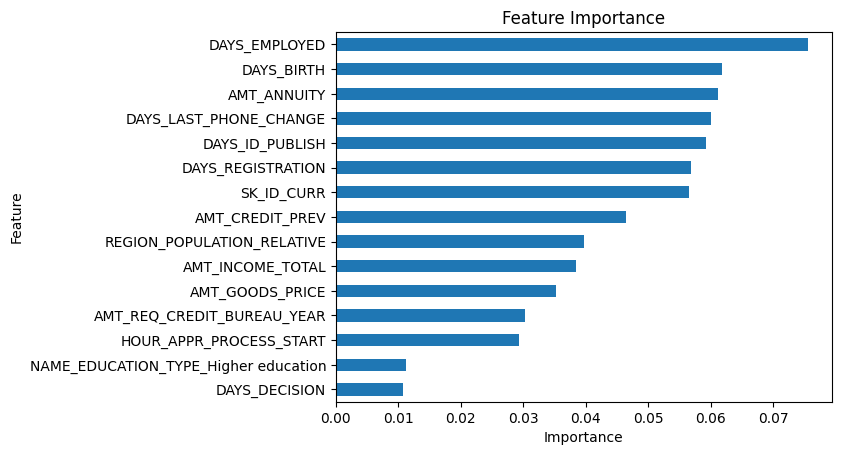 Feature Importance
DAYS_EMPLOYED
DAYS_BIRTH
AMT_ANNUITY
DAYS_LAST_PHONE_CHANGE
DAYS_ID_PUBLISH
DAYS_REGISTRATION
SK_ID_CURR
AMT_CREDIT_PREV
REGION_POPULATION_RELATIVE
AMT_INCOME_TOTAL
AMT_GOODS_PRICE
AMT_REQ_CREDIT_BUREAU_YEAR
HOUR_APPR_PROCESS_START
NAME_EDUCATION_TYPE_Higher education
DAYS_DECISION
Feature
0.00 0.01 0.02 0.03 0.04 0.05 0.06 0.07
Importance